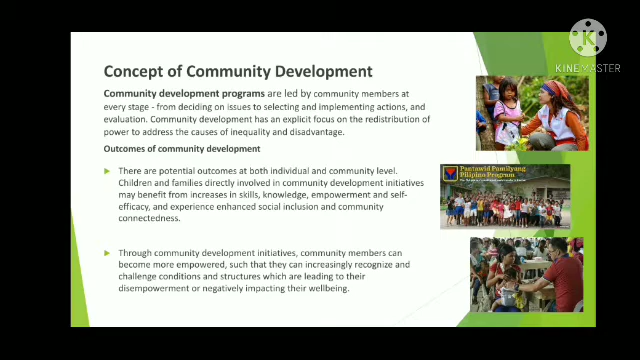 Concept of Community Development
Community development programs are led by community members at
every stage - from deciding on issues to selecting and implementing actions, and
evaluation. Community development has an explicit focus on the redistribution of
power to address the causes of inequality and disadvantage.
Outcomes of community development
There are potential outcomes at both individual and community level.
Children and families directly involved in community development initiatives
may benefit from increases in skills, knowledge, empowerment and self-
efficacy, and experience enhanced social inclusion and community
connectedness.
Through community development initiatives, community members can
become more empowered, such that they can increasingly recognize and
challenge conditions and structures which are leading to their
disempowerment or negatively impacting their wellbeing.
K
KINEMASTER
Pantawid Pamilyang
Pilipino Program